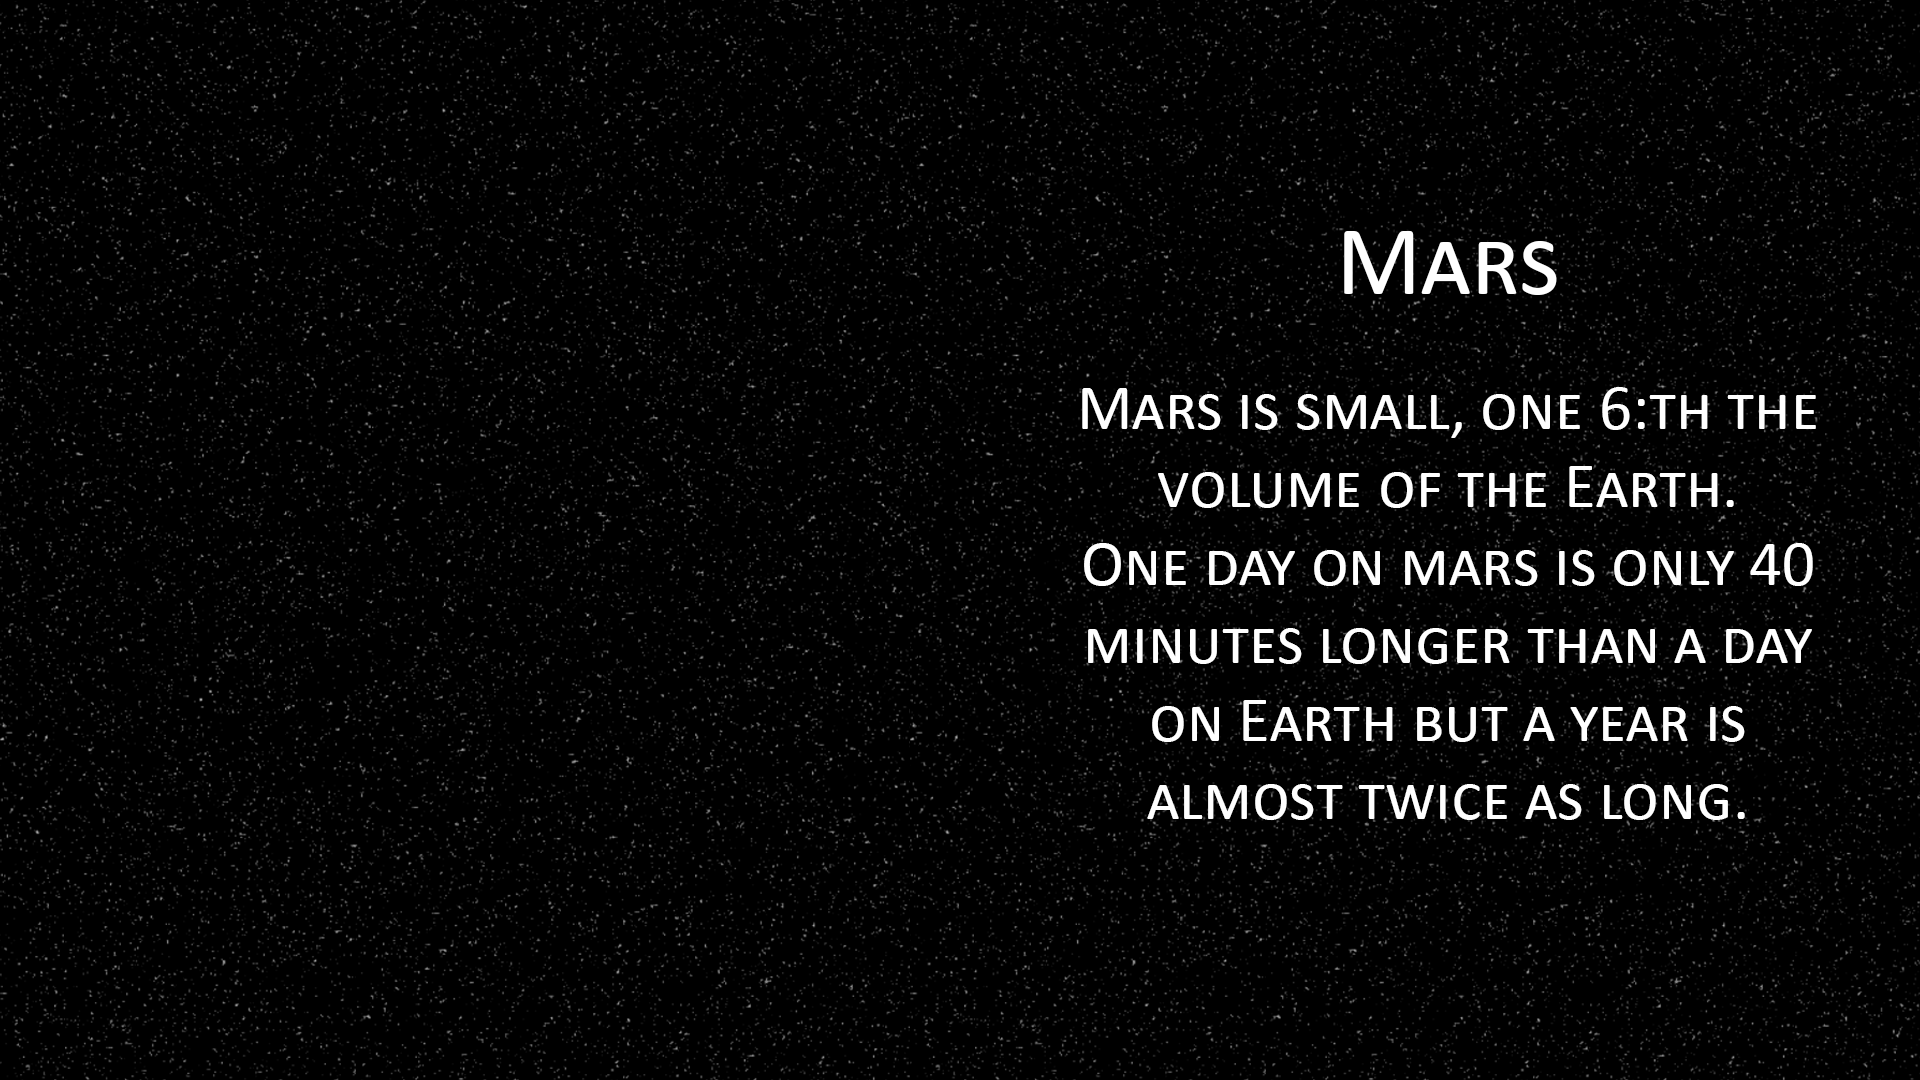 Mars
Mars is small, one 6:th the
volume of the Earth.
One day on mars is only 40
minutes longer than a day
on Earth but a year is
almost twice as long.